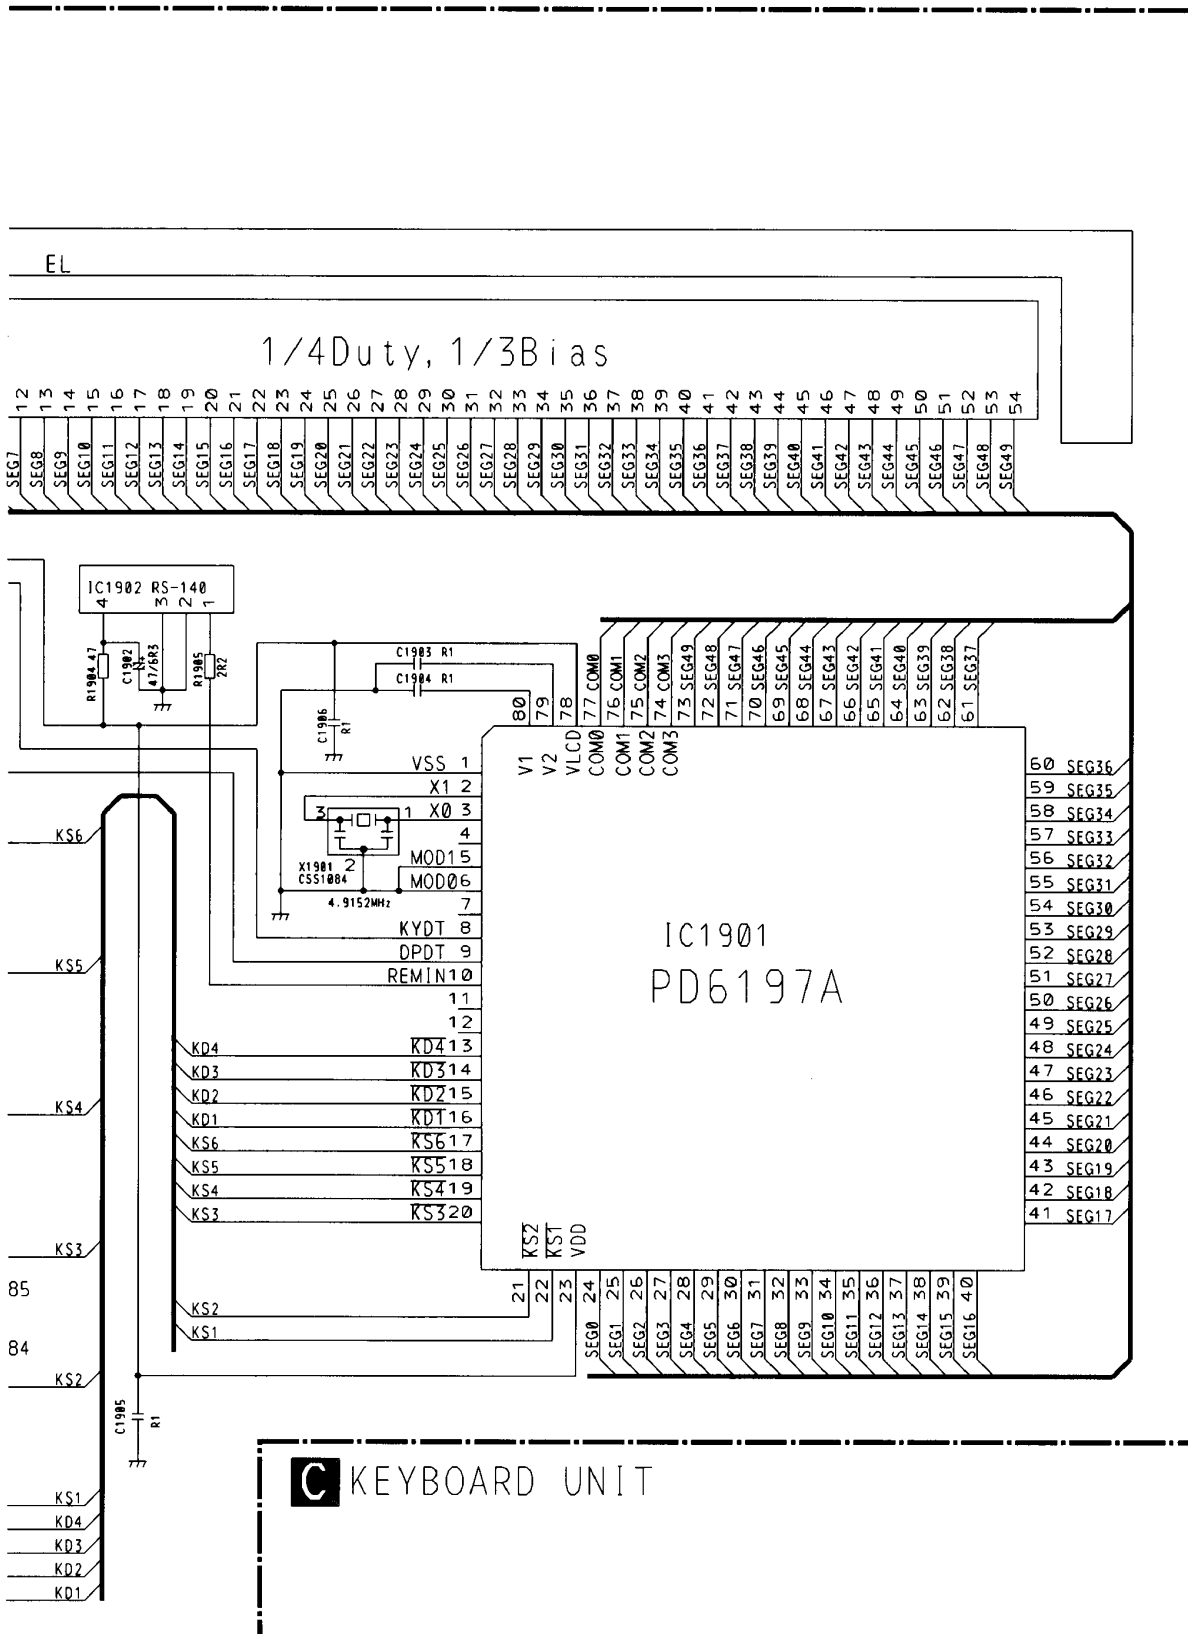 EL
1/4Duty, 1/3Bias
12 13 14 15 16 17 18 19 20 21 22 23 24 25 26 27 28 29 30 31 32 33 34 35 36 37 38 39 40 41 42 43 44 45 46 47 48 49 50 51 52 53 54
SEG7 SEG8 SEG9 SEG10 SEG11 SEG12 SEG13 SEG14 SEG15 SEG16 SEG17 SEG18 SEG19 SEG20 SEG21 SEG22 SEG23 SEG24 SEG25 SEG26 SEG27 SEG28 SEG29 SEG30 SEG31 SEG32 SEG33 SEG34 SEG35 SEG36 SEG37 SEG38 SEG39 SEG40 SEG41 SEG42 SEG43 SEG44 SEG45 SEG46 SEG47 SEG48 SEG49
IC1902 RS-140
4 3 2 1
R1904 47
C1902
47/6R3
R1905
2R2
C1903 R1
C1904 R1
C1906
R1
COM0 COM1 COM2 COM3 SEG49 SEG48 SEG47 SEG46 SEG45 SEG44 SEG43 SEG42 SEG41 SEG40 SEG39 SEG38 SEG37
80 79 78 77 76 75 74 73 72 71 70 69 68 67 66 65 64 63 62 61
V1 V2 VLCD COM0 COM1 COM2 COM3
VSS 1
X1 2
X0 3
4
MOD1 5
MOD0 6
7
KYDT 8
DPDT 9
REMIN 10
11
12
KD4 13
KD3 14
KD2 15
KD1 16
KS6 17
KS5 18
KS4 19
KS3 20
3 1
2
X1901
CSS1084
4.9152MHz
IC1901
PD6197A
60 SEG36
59 SEG35
58 SEG34
57 SEG33
56 SEG32
55 SEG31
54 SEG30
53 SEG29
52 SEG28
51 SEG27
50 SEG26
49 SEG25
48 SEG24
47 SEG23
46 SEG22
45 SEG21
44 SEG20
43 SEG19
42 SEG18
41 SEG17
KS6
KS5
KS4
KS3
85
84
KS2
KS1
KD4
KD3
KD2
KD1
KD4
KD3
KD2
KD1
KS6
KS5
KS4
KS3
KS2
KS1
KS2 KS1 VDD
21 22 23 24 25 26 27 28 29 30 31 32 33 34 35 36 37 38 39 40
SEG0 SEG1 SEG2 SEG3 SEG4 SEG5 SEG6 SEG7 SEG8 SEG9 SEG10 SEG11 SEG12 SEG13 SEG14 SEG15 SEG16
C1905
R1
C KEYBOARD UNIT